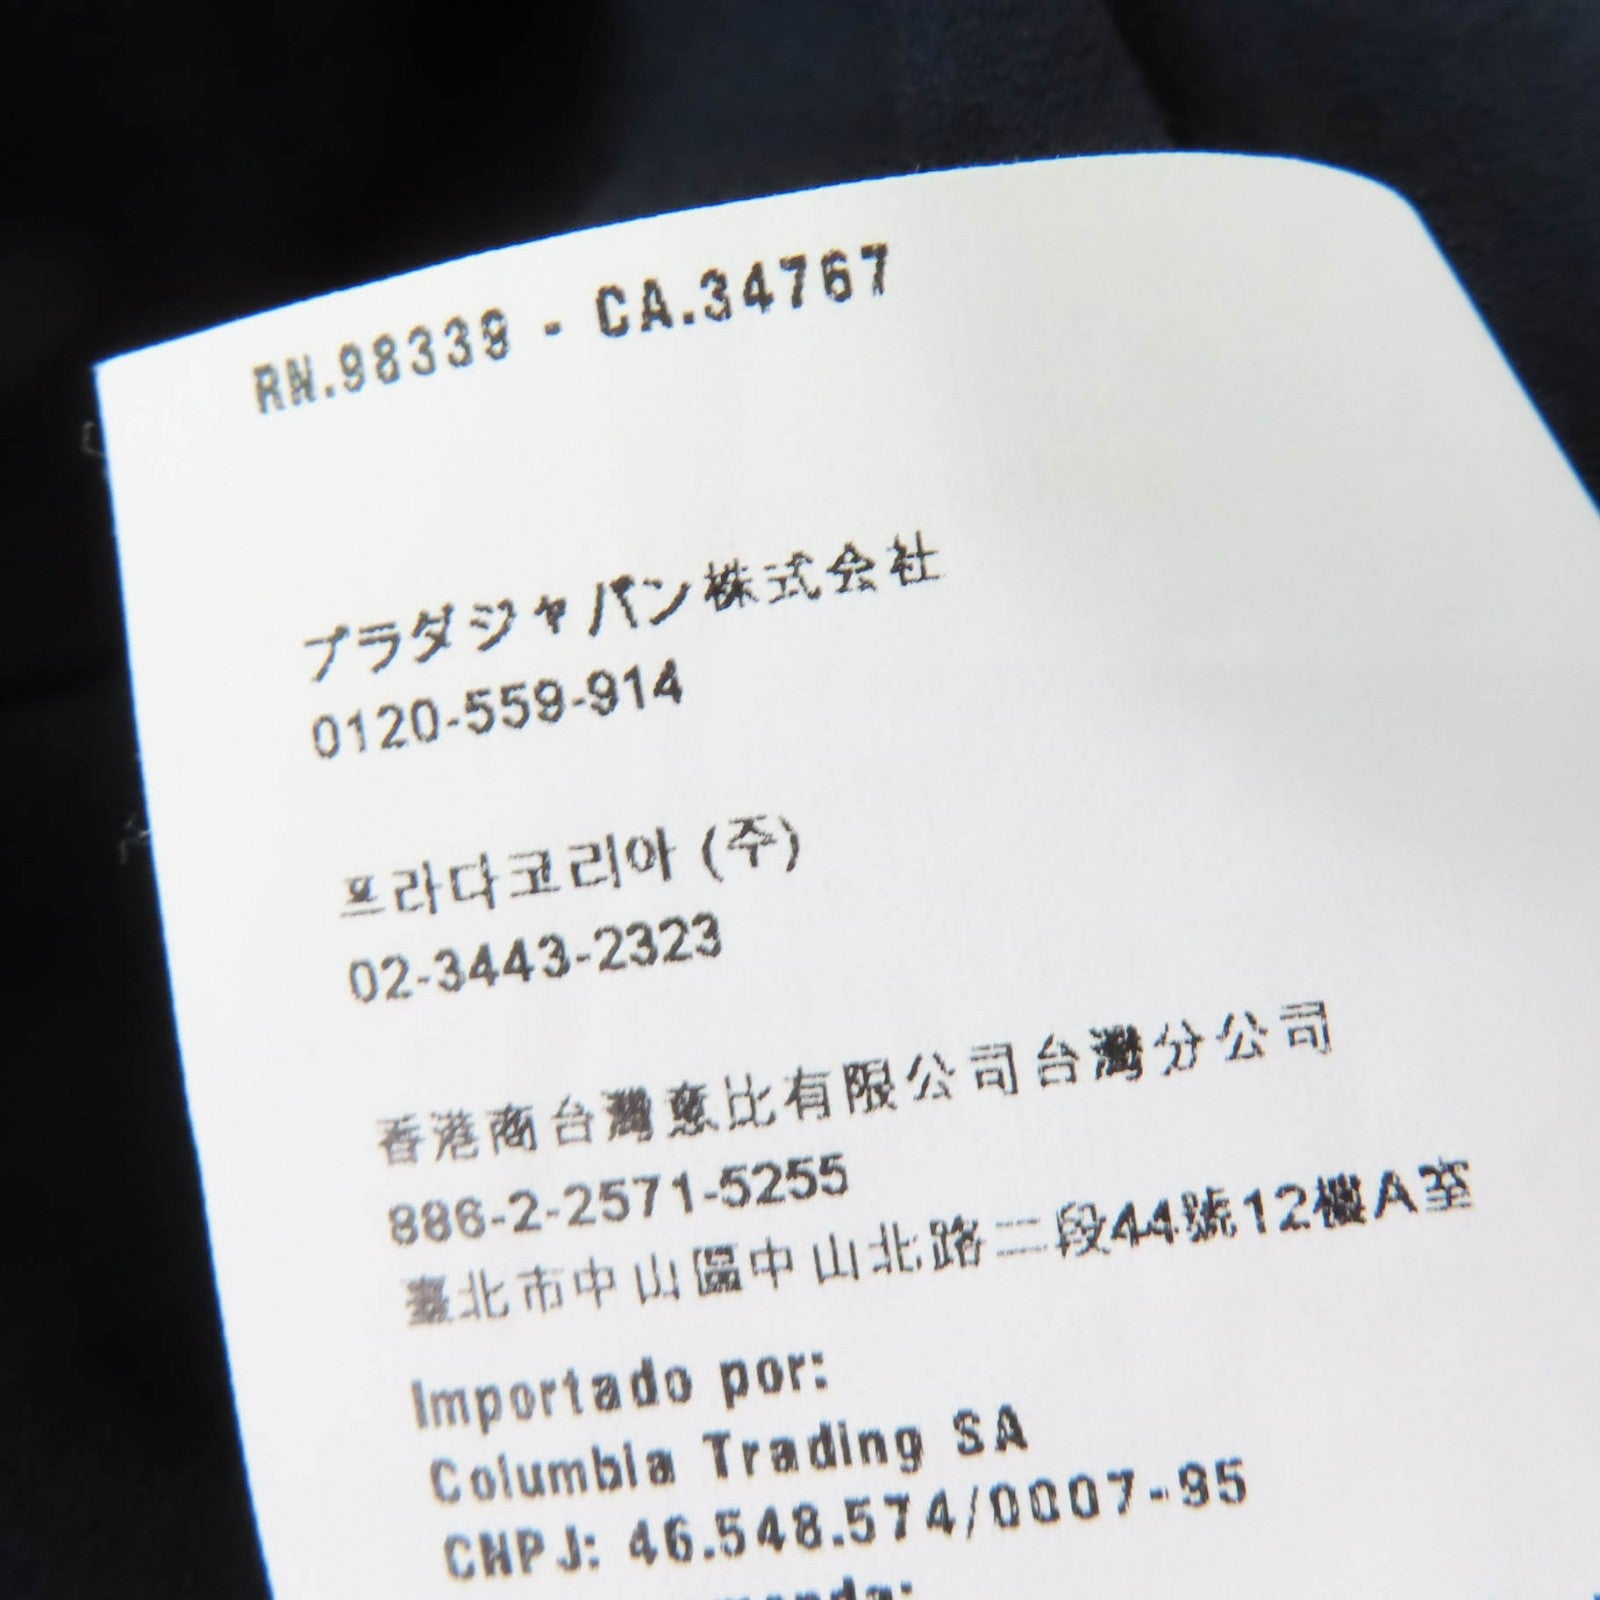 RN.98339 - CA.34767
プラダジャパン株式会社
0120-559-914
프라다코리아 (주)
02-3443-2323
香港商台灣意比有限公司台灣分公司
886-2-2571-5255
臺北市中山區中山北路二段44號12樓A室
Importado por:
Columbia Trading SA
CNPJ: 46.548.574/0007-95